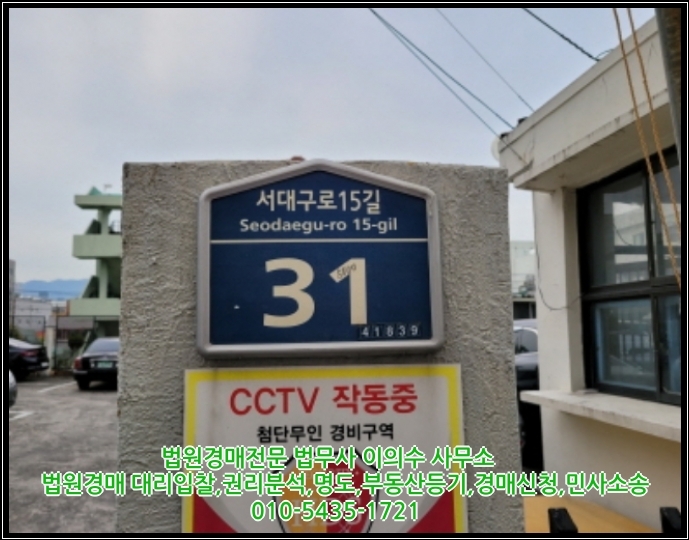 서대구로15길
Seodaegu-ro 15-gil
31
41839
CCTV 작동중
첨단무인 경비구역
법원경매전문 법무사 이의수 사무소
법원경매 대리입찰,권리분석,명도,부동산등기,경매신청,민사소송
010-5435-1721